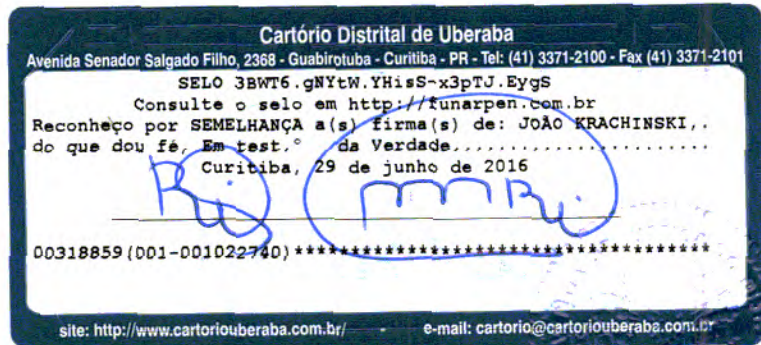 Cartório Distrital de Uberaba
Avenida Senador Salgado Filho, 2368 - Guabirotuba - Curitiba - PR - Tel: (41) 3371-2100 - Fax (41) 3371-2101
SELO 3BWT6.gNYtW.YHisS-x3pTJ.EygS
Consulte o selo em http://funarpen.com.br
Reconheço por SEMELHANÇA a(s) firma(s) de: JOÃO KRACHINSKI,.
do que dou fé, Em test.° da Verdade.......................
Curitiba, 29 de junho de 2016
00318859(001-001022740)*************************************
site: http://www.cartoriouberaba.com.br/ - e-mail: cartorio@cartoriouberaba.com.br